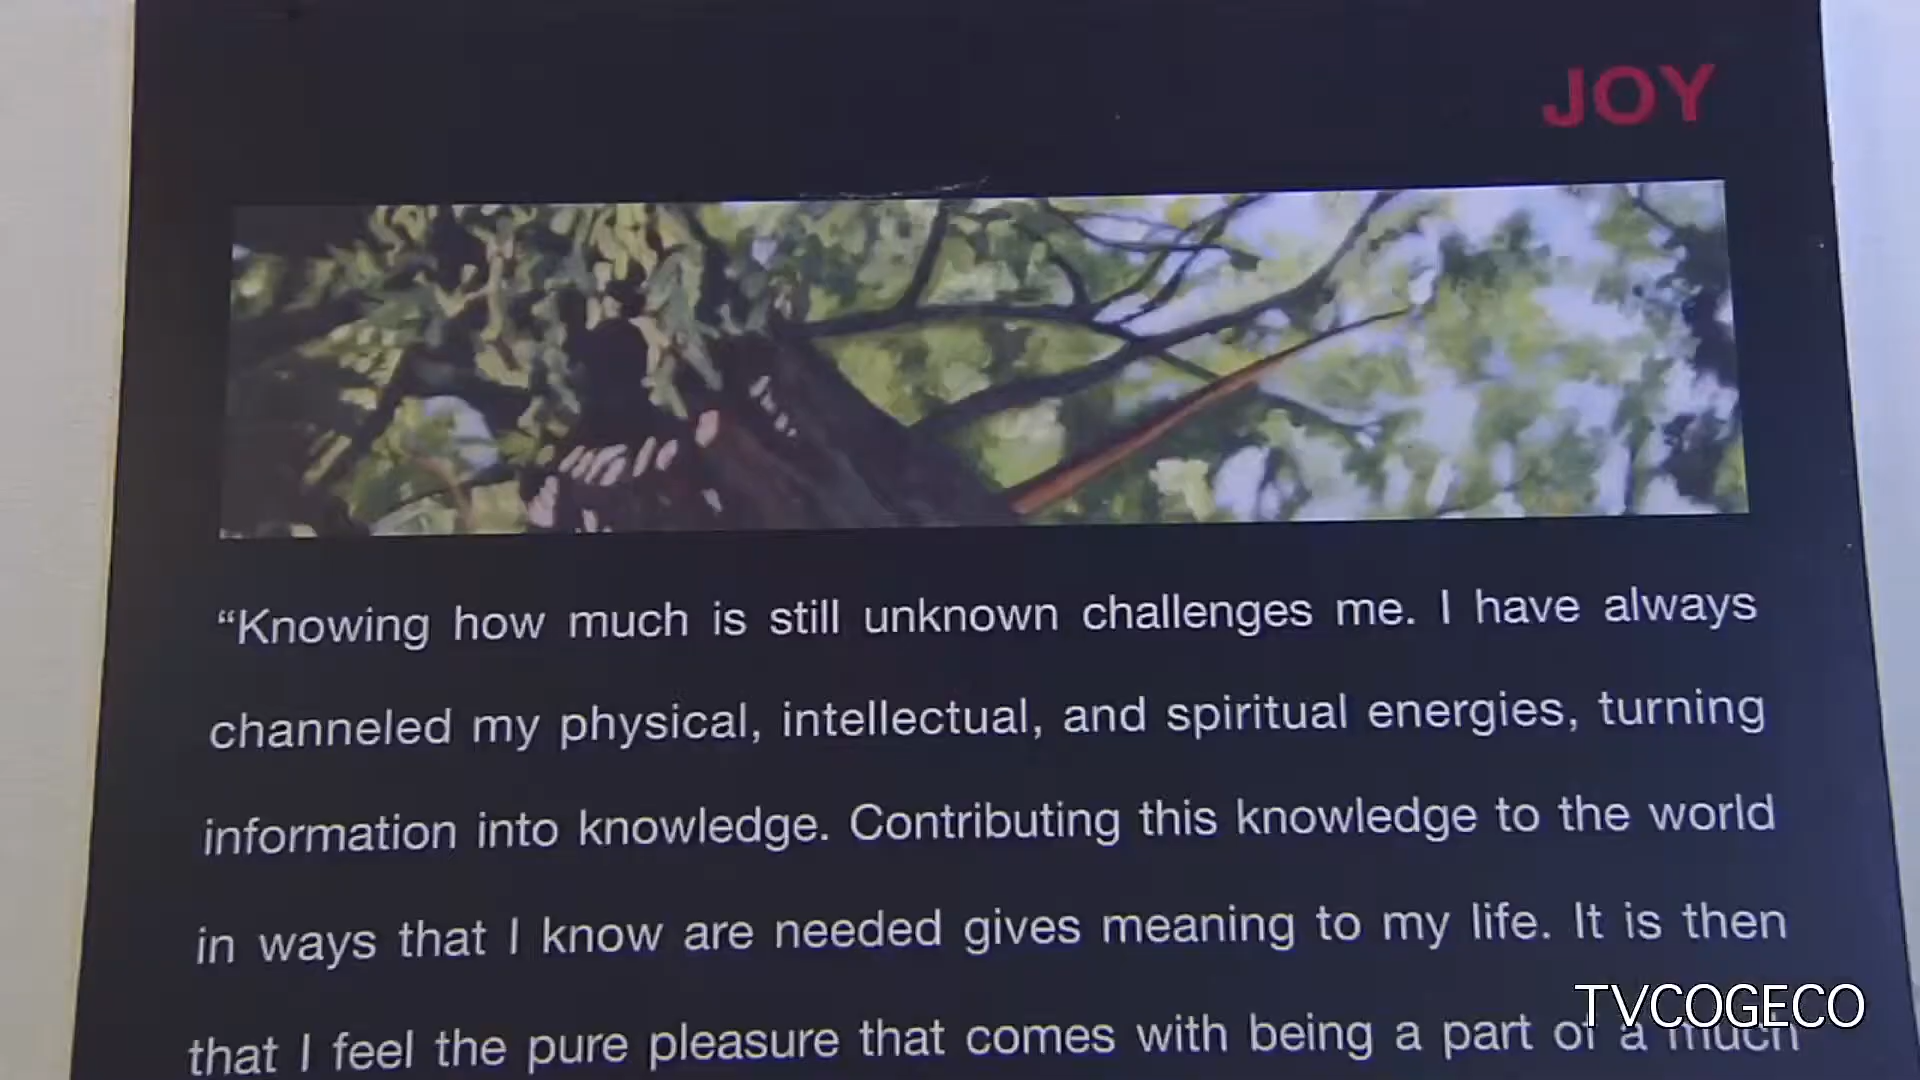 JOY
“Knowing how much is still unknown challenges me. I have always
channeled my physical, intellectual, and spiritual energies, turning
information into knowledge. Contributing this knowledge to the world
in ways that I know are needed gives meaning to my life. It is then
that I feel the pure pleasure that comes with being a part of a much
TVCOGECO